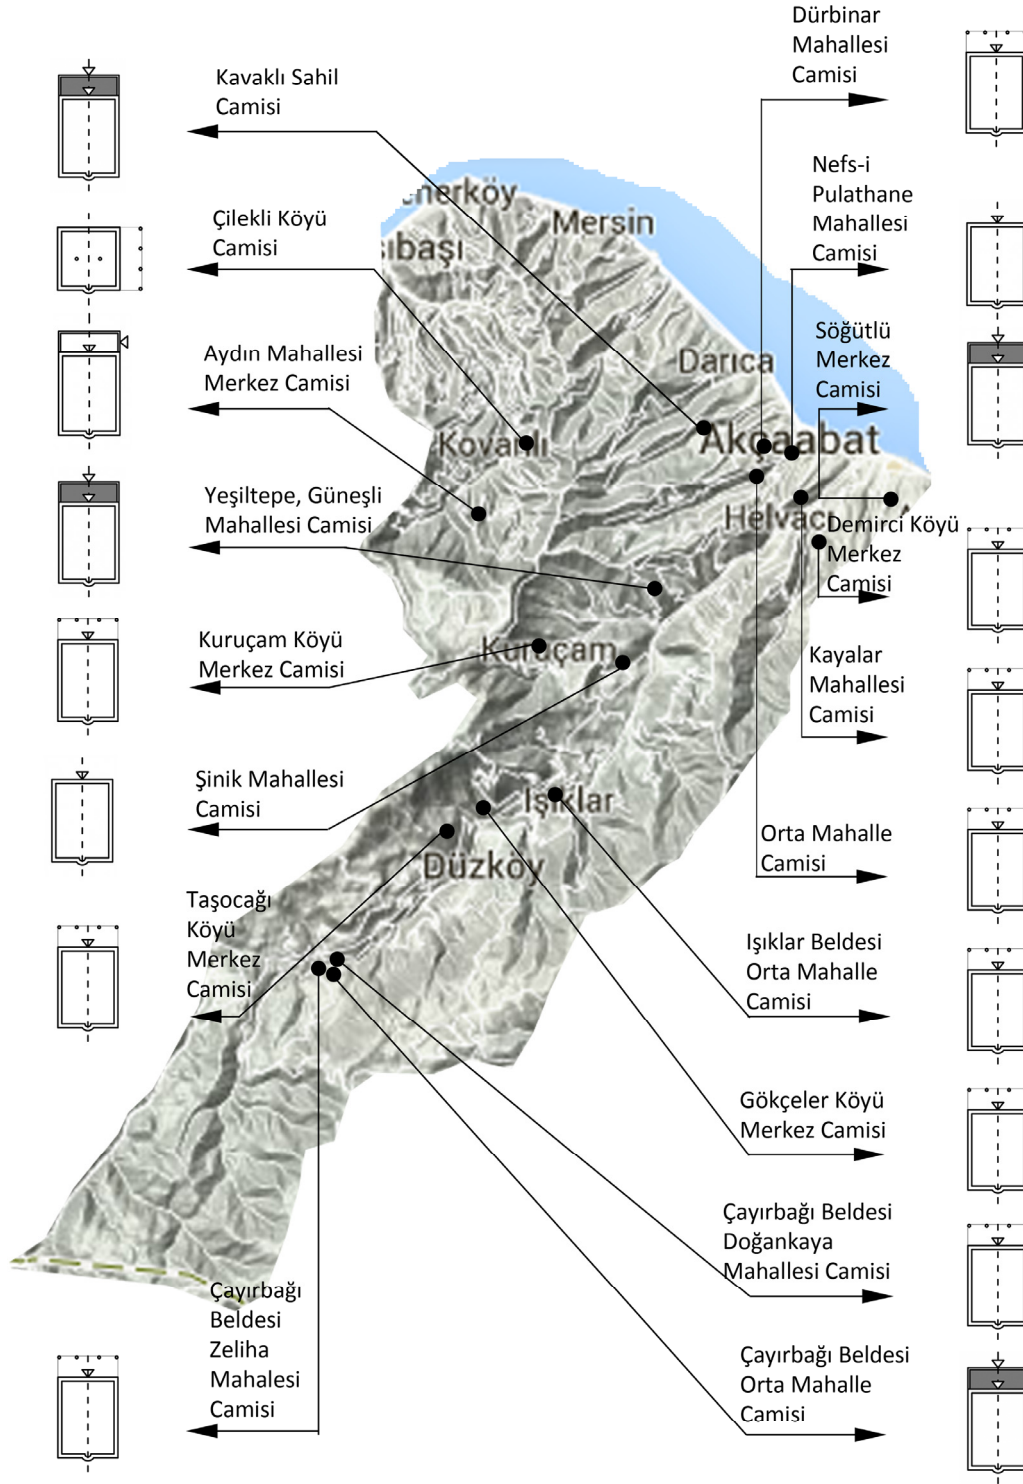 Dürbinar
Mahallesi
Camisi
Kavaklı Sahil
Camisi
Nefs-i
Pulathane
Mahallesi
Camisi
Çilekli Köyü
Camisi
Mersin
Söğütlü
Merkez
Camisi
Aydın Mahallesi
Merkez Camisi
Darıca
Akçaabat
Kovanlı
Yeşiltepe, Güneşli
Mahallesi Camisi
Helvacı
Demirci Köyü
Merkez
Camisi
Kuruçam Köyü
Merkez Camisi
Kuruçam
Kayalar
Mahallesi
Camisi
Şinik Mahallesi
Camisi
Işıklar
Düzköy
Orta Mahalle
Camisi
Taşocağı
Köyü
Merkez
Camisi
Işıklar Beldesi
Orta Mahalle
Camisi
Gökçeler Köyü
Merkez Camisi
Çayırbağı Beldesi
Doğankaya
Mahallesi Camisi
Çayırbağı
Beldesi
Zeliha
Mahalesi
Camisi
Çayırbağı Beldesi
Orta Mahalle
Camisi